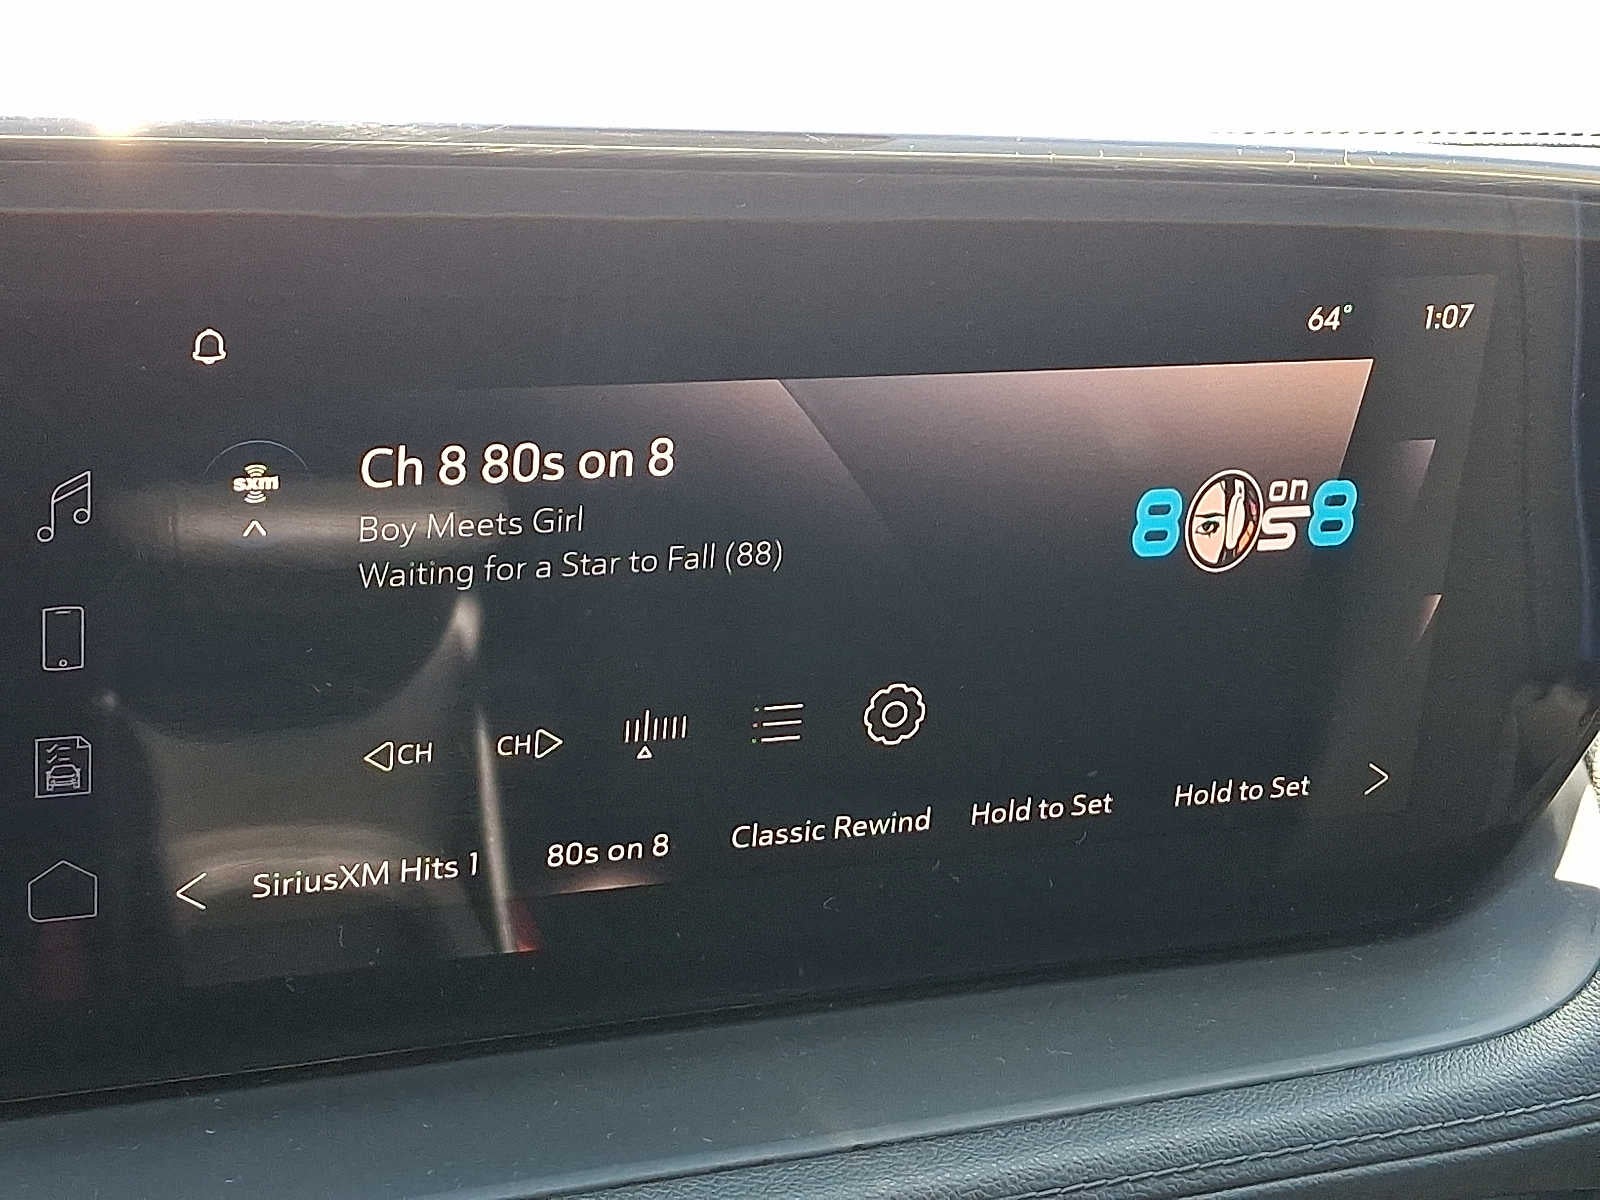 64° 1:07
sxm
Ch 8 80s on 8
Boy Meets Girl
Waiting for a Star to Fall (88)
80s on 8
CH CH
SiriusXM Hits 1 80s on 8 Classic Rewind Hold to Set Hold to Set